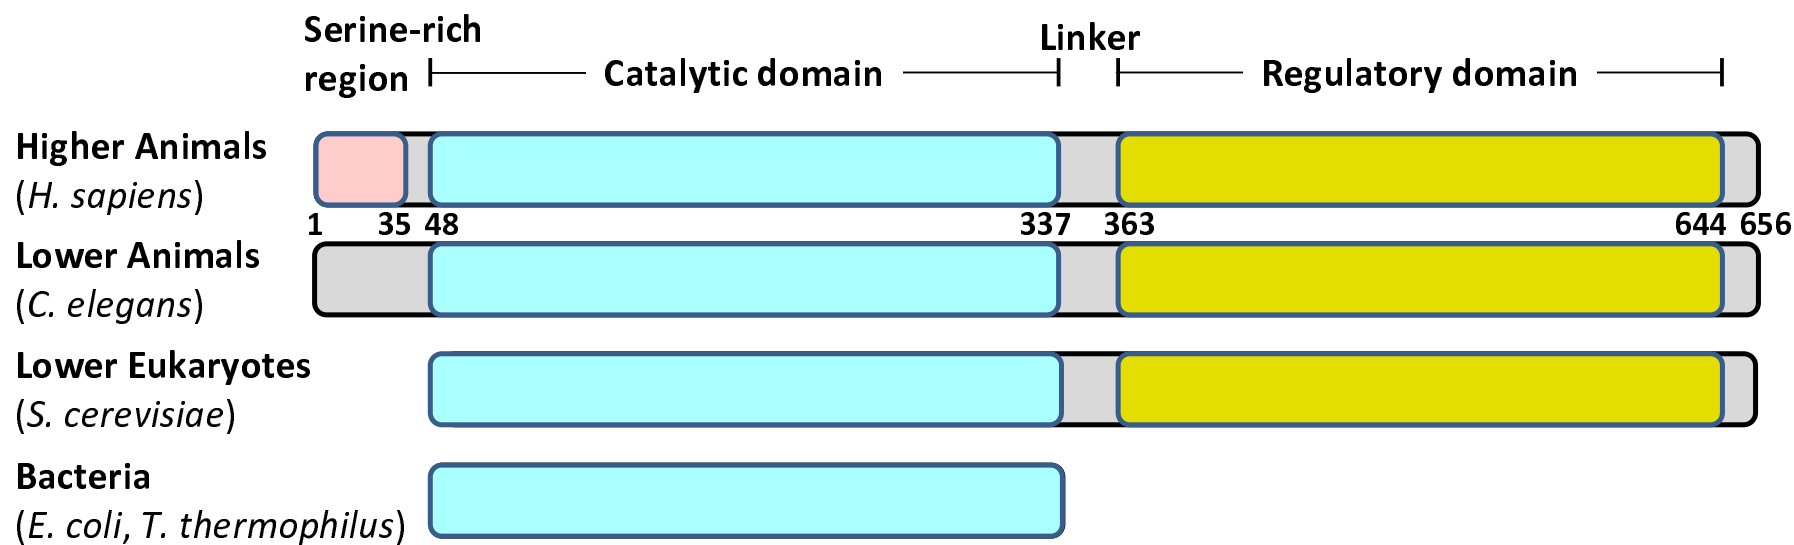 Serine-rich
region
Catalytic domain
Linker
Regulatory domain
Higher Animals
(H. sapiens)
1 35 48 337 363 644 656
Lower Animals
(C. elegans)
Lower Eukaryotes
(S. cerevisiae)
Bacteria
(E. coli, T. thermophilus)